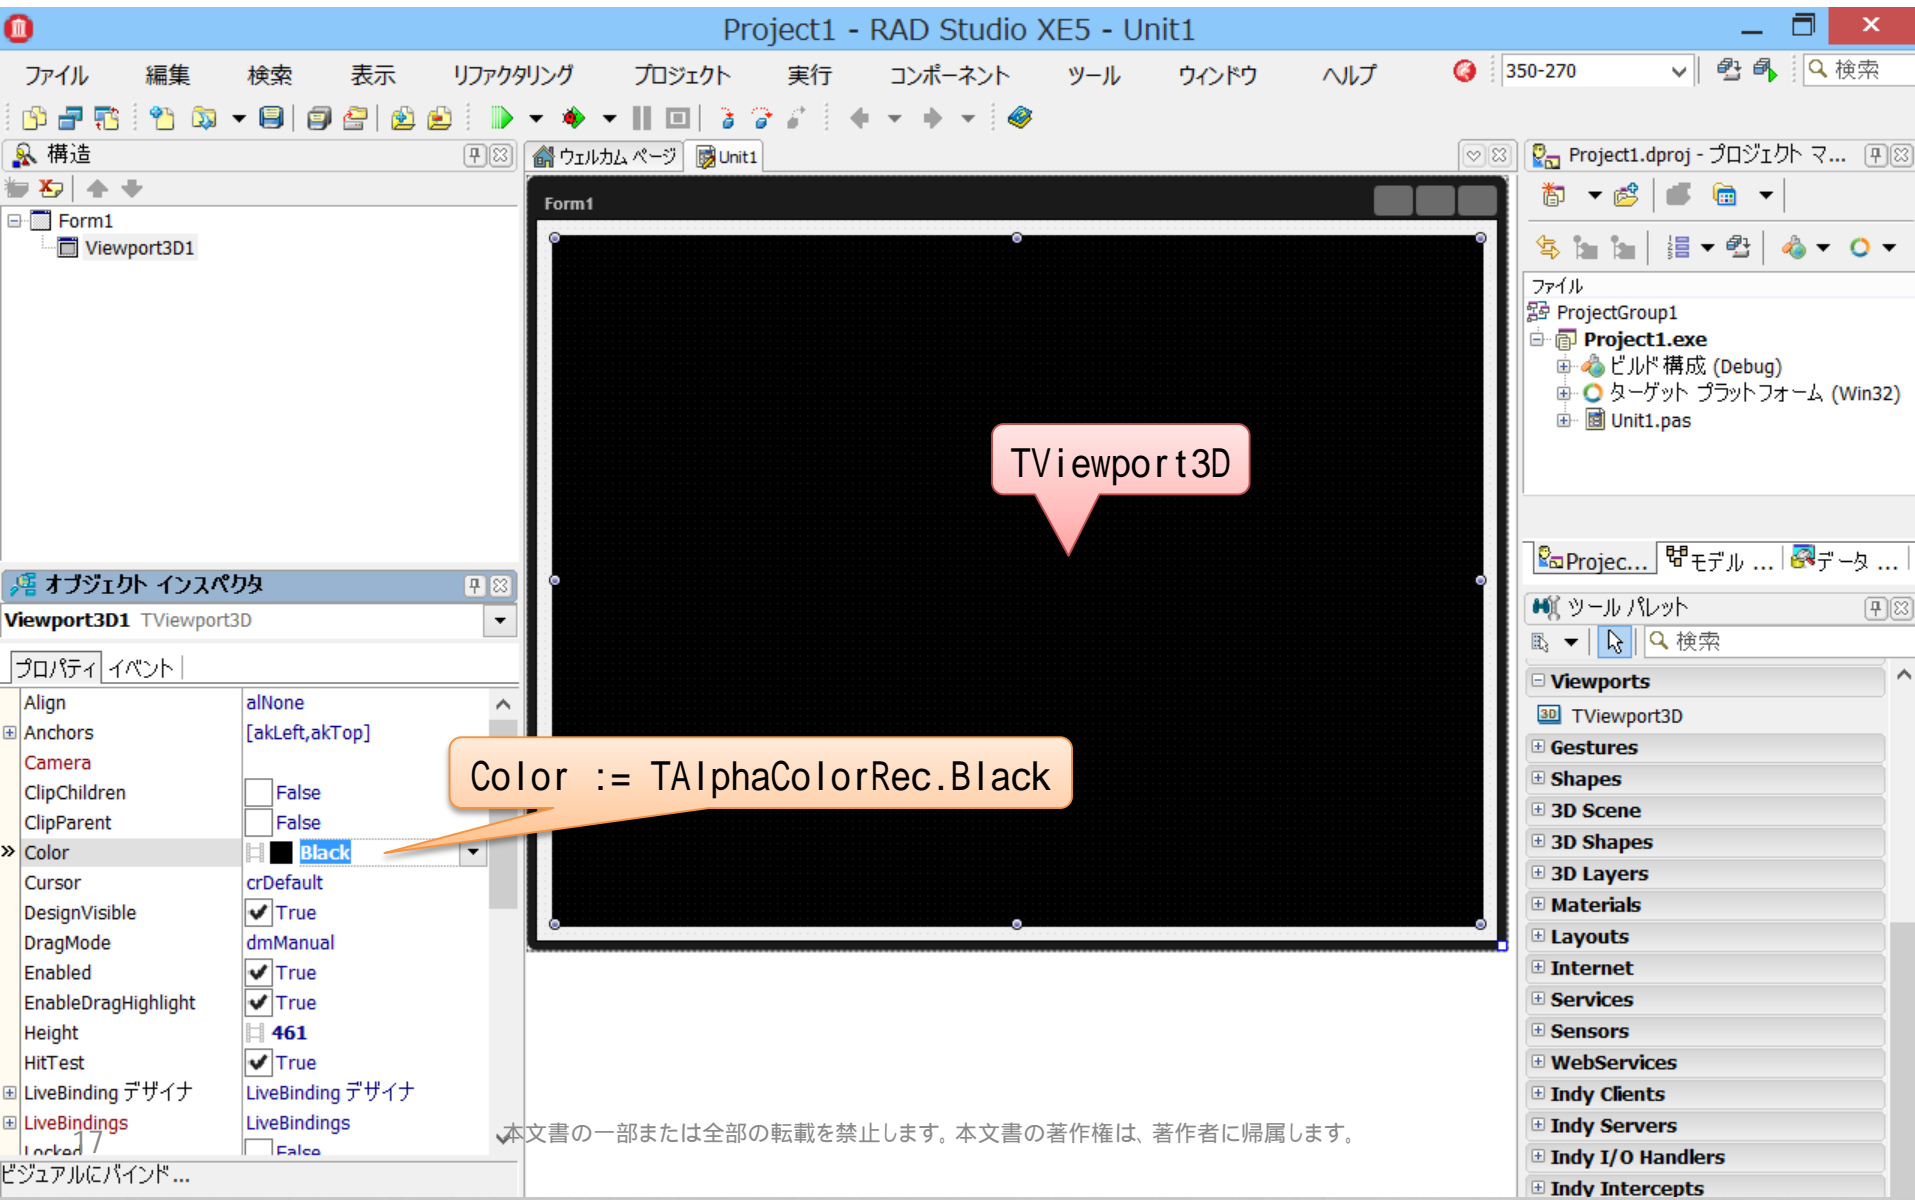 Project1 - RAD Studio XE5 - Unit1
ファイル 編集 検索 表示 リファクタリング プロジェクト 実行 コンポーネント ツール ウィンドウ ヘルプ 350-270 検索
構造
Form1
Viewport3D1
オブジェクト インスペクタ
Viewport3D1 TViewport3D
プロパティ イベント
Align alNone
Anchors [akLeft,akTop]
Camera
ClipChildren False
ClipParent False
Color Black
Cursor crDefault
DesignVisible True
DragMode dmManual
Enabled True
EnableDragHighlight True
Height 461
HitTest True
LiveBinding デザイナ LiveBinding デザイナ
LiveBindings LiveBindings
Locked False
17
ビジュアルにバインド...
ウェルカム ページ Unit1
Form1
TViewport3D
Color := TAlphaColorRec.Black
本文書の一部または全部の転載を禁止します。本文書の著作権は、著作者に帰属します。
Project1.dproj - プロジェクト マ...
ファイル
ProjectGroup1
Project1.exe
ビルド構成 (Debug)
ターゲット プラットフォーム (Win32)
Unit1.pas
Projec... モデル ... データ ...
ツール パレット
検索
Viewports
3D TViewport3D
Gestures
Shapes
3D Scene
3D Shapes
3D Layers
Materials
Layouts
Internet
Services
Sensors
WebServices
Indy Clients
Indy Servers
Indy I/O Handlers
Indy Intercepts